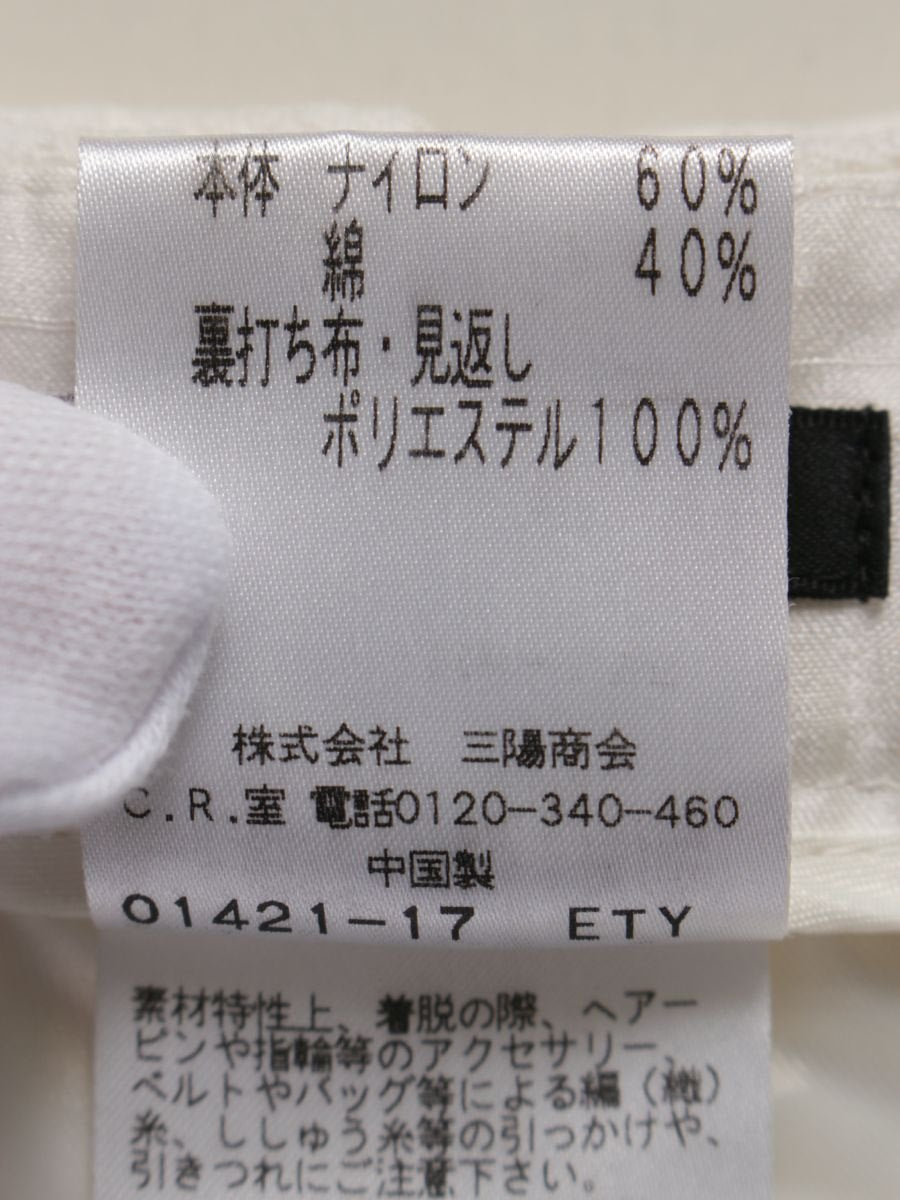 本体 ナイロン 60%
綿 40%
裏打ち布・見返し
ポリエステル100%
株式会社 三陽商会
C.R.室 電話0120-340-460
中国製
01421-17 ETY
素材特性上、着脱の際、ヘアー
ピンや指輪等のアクセサリー、
ベルトやバッグ等による編(織)
糸、ししゅう糸等の引っかけや、
引きつれにご注意下さい。